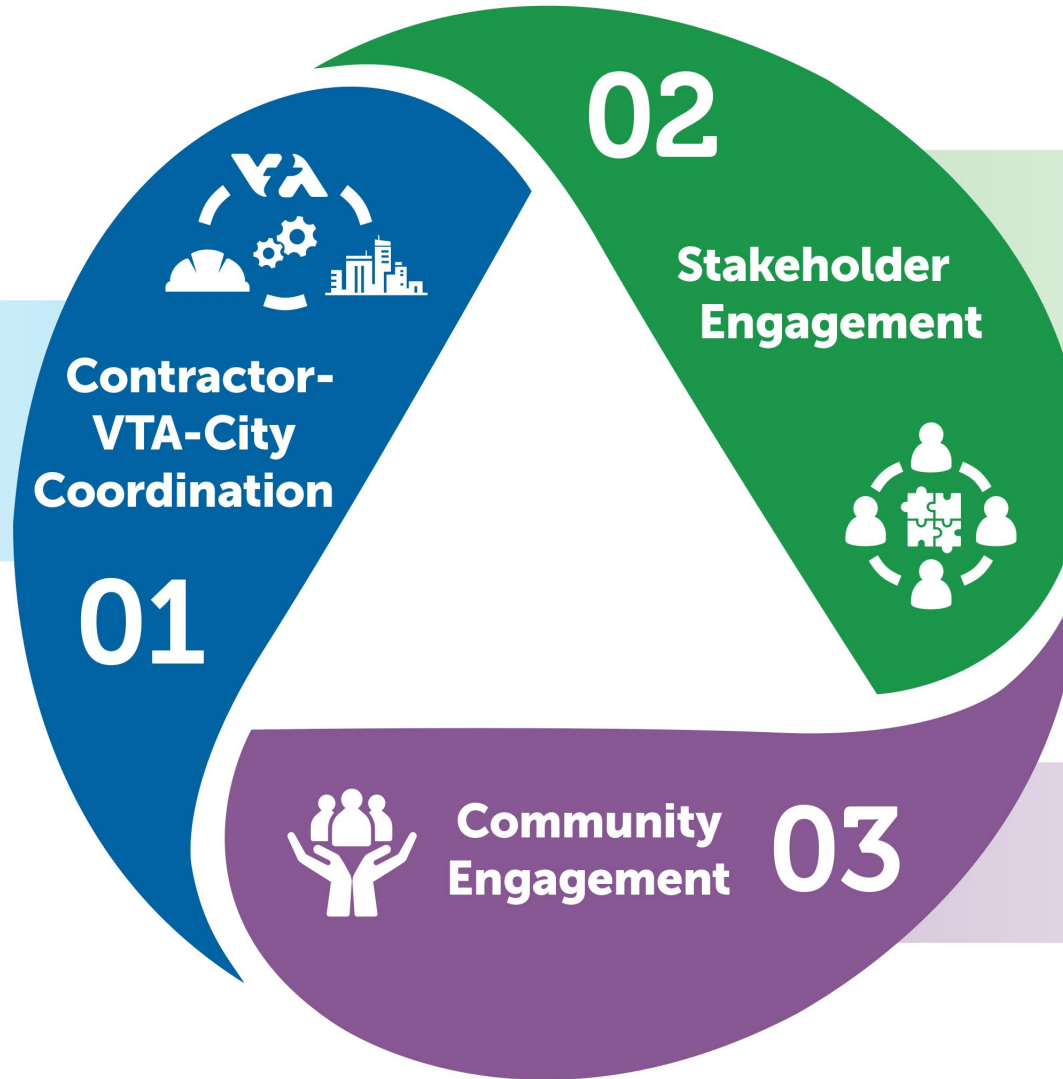 VTA
Contractor-
VTA-City
Coordination
01
02
Stakeholder
Engagement
Community
Engagement
03